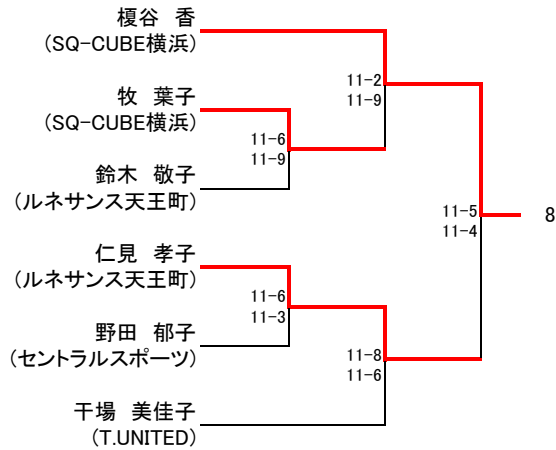 榎谷　香
(SQ-CUBE横浜)
11-2
11-9
牧　葉子
(SQ-CUBE横浜)
11-6
11-9
鈴木　敬子
(ルネサンス天王町)
11-5
11-4
8
仁見　孝子
(ルネサンス天王町)
11-6
11-3
野田　郁子
(セントラルスポーツ)
11-8
11-6
干場　美佳子
(T.UNITED)